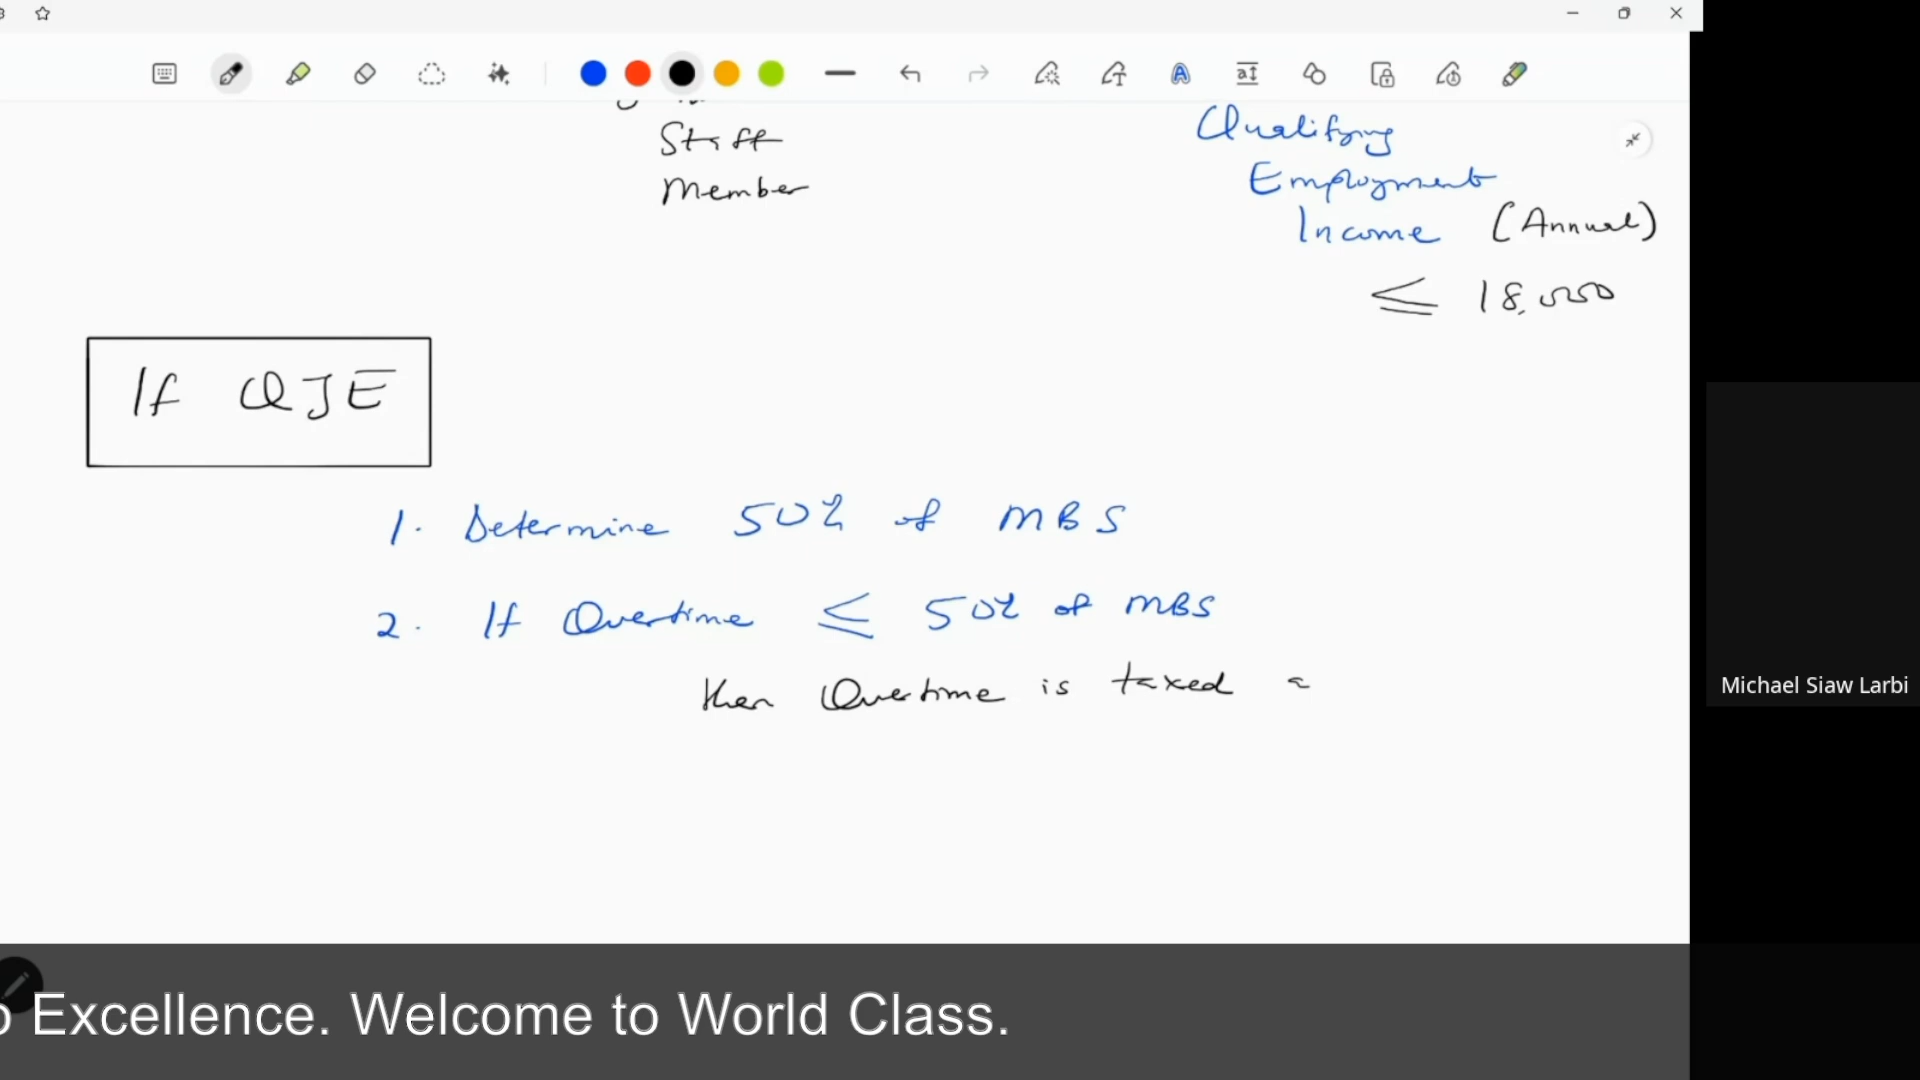 Qualifying
Staff
Employment
Member
Income (Annual)
≤ 18,000
If QJE
1. Determine 50% of MBS
2. If Overtime ≤ 50% of MBS
then Overtime is taxed a
Michael Siaw Larbi
Excellence. Welcome to World Class.